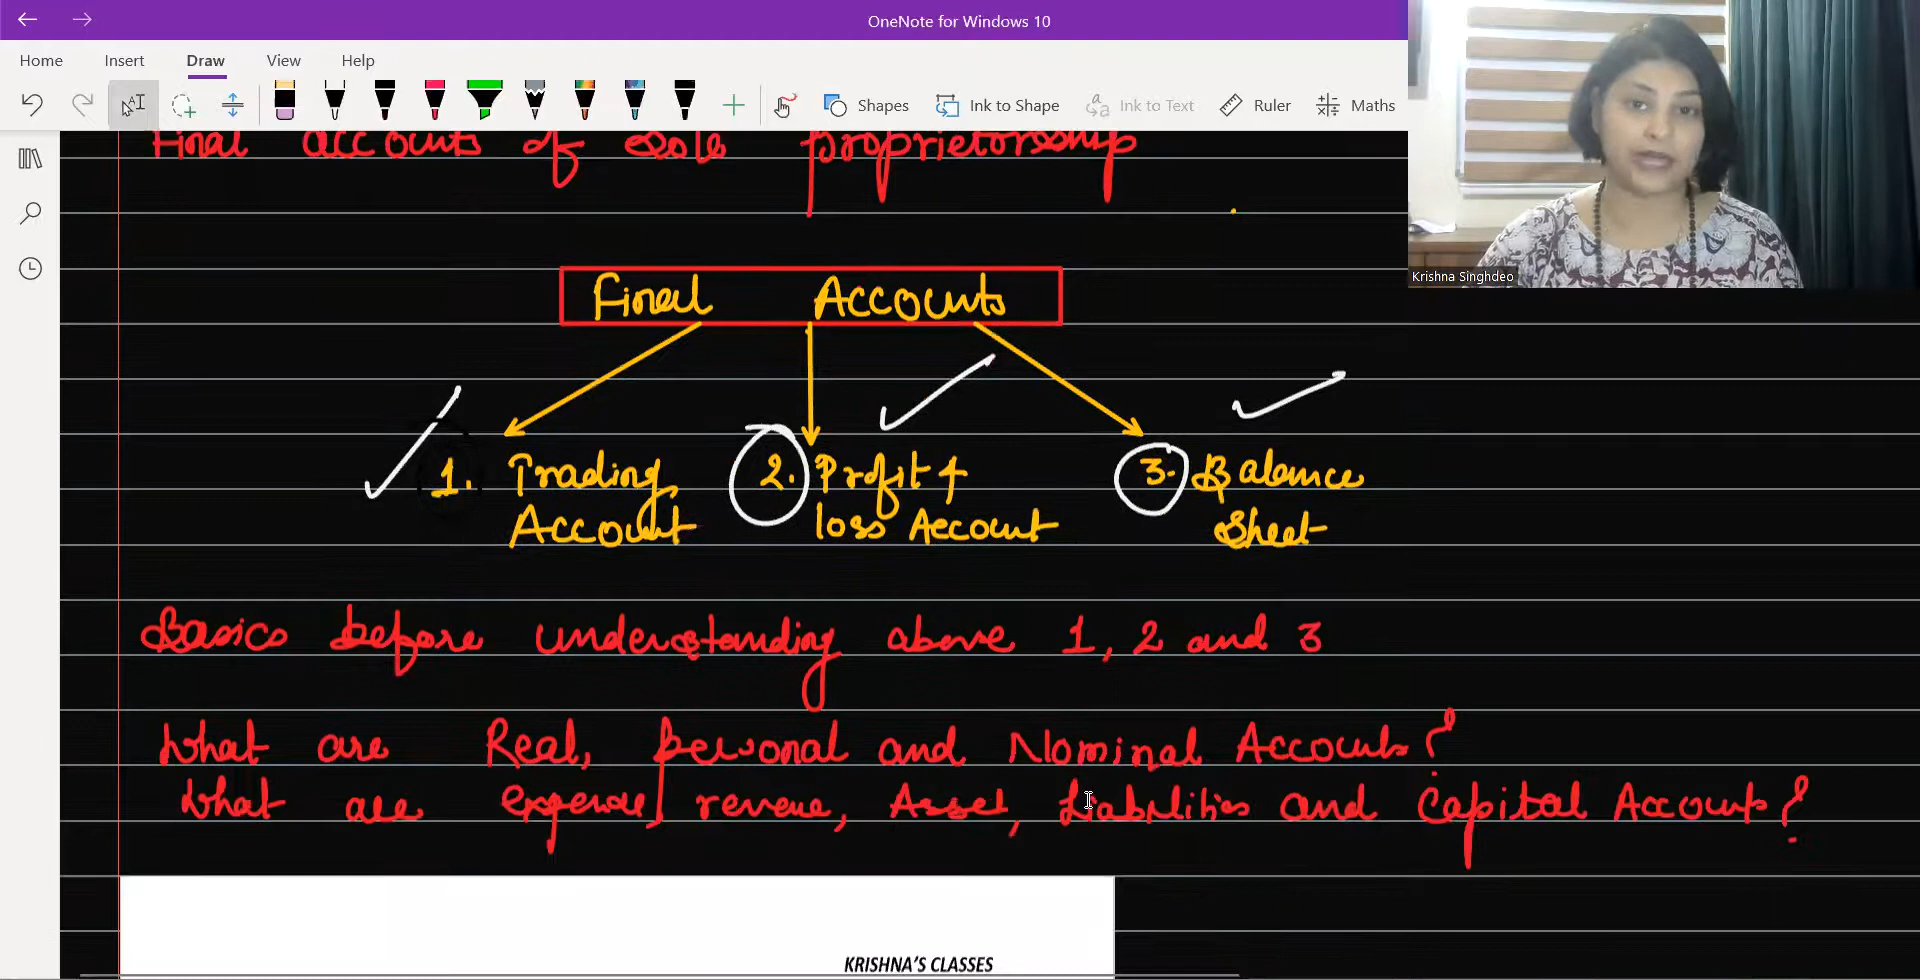 OneNote for Windows 10
Home Insert Draw View Help
Shapes Ink to Shape Ink to Text Ruler Maths
Krishna Singhdeo
Final accounts of Sole proprietorship
Final Accounts
1. Trading Account
2. Profit & loss Account
3. Balance Sheet
Basics before understanding above 1, 2 and 3
What are Real, Personal and Nominal Accounts?
What are expense, revenue, Asset, Liabilities and Capital Accounts?
KRISHNA'S CLASSES